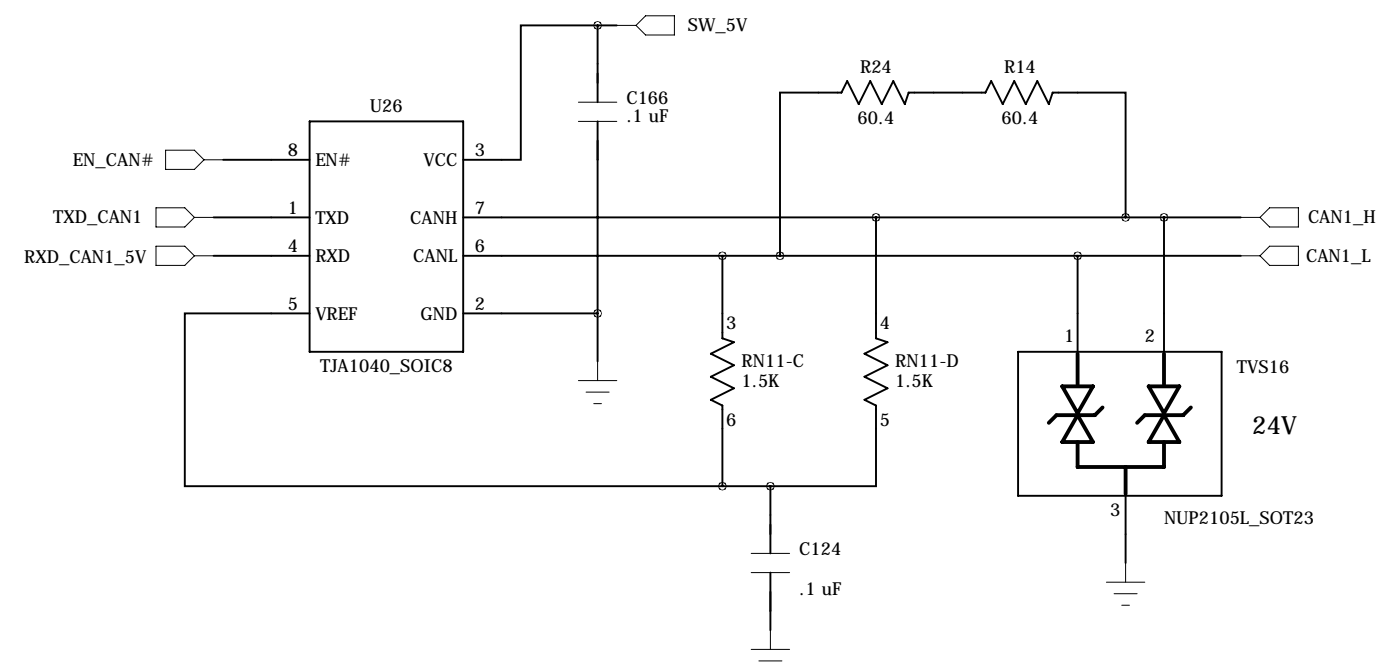 SW_5V
R24
R14
C166
.1 uF
60.4
60.4
U26
EN_CAN#
8
EN#
VCC
3
TXD_CAN1
1
TXD
CANH
7
CAN1_H
RXD_CAN1_5V
4
RXD
CANL
6
CAN1_L
5
VREF
GND
2
TJA1040_SOIC8
3
RN11-C
1.5K
6
4
RN11-D
1.5K
5
1
2
TVS16
24V
3
NUP2105L_SOT23
C124
.1 uF